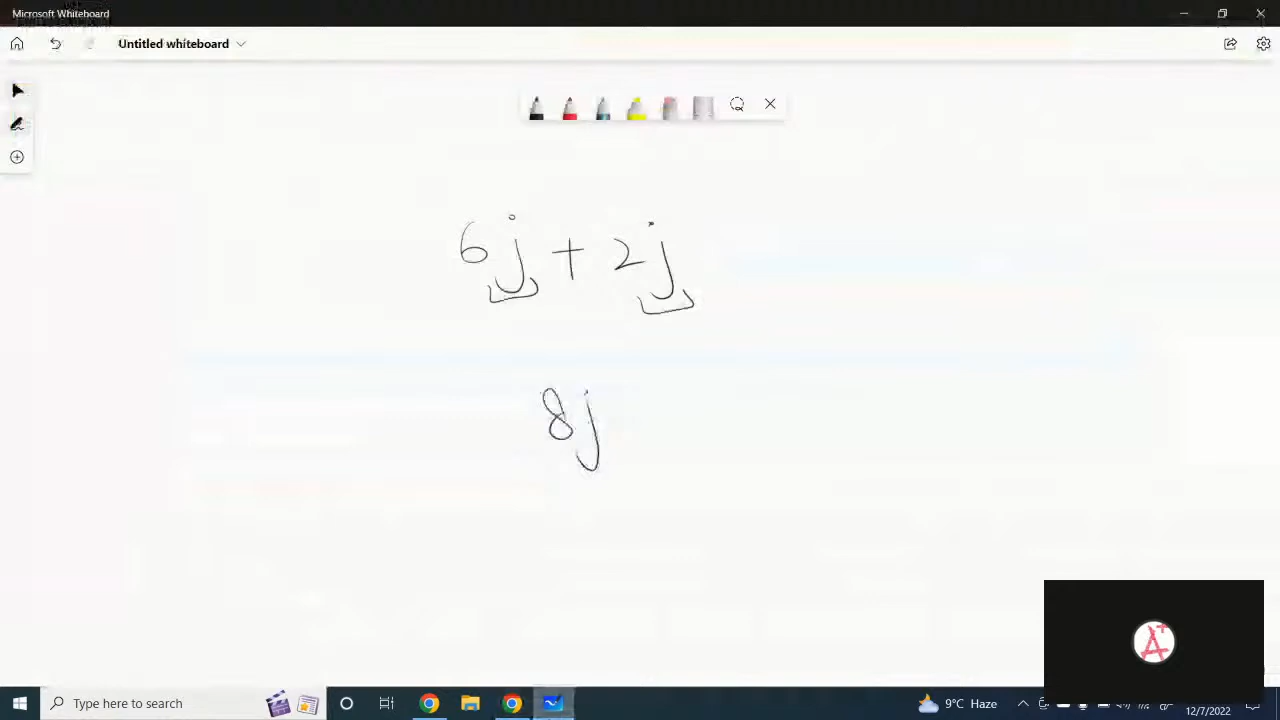 Microsoft Whiteboard
Untitled whiteboard
6j + 2j
8j
A+
Type here to search
9°C Haze
12/7/2022